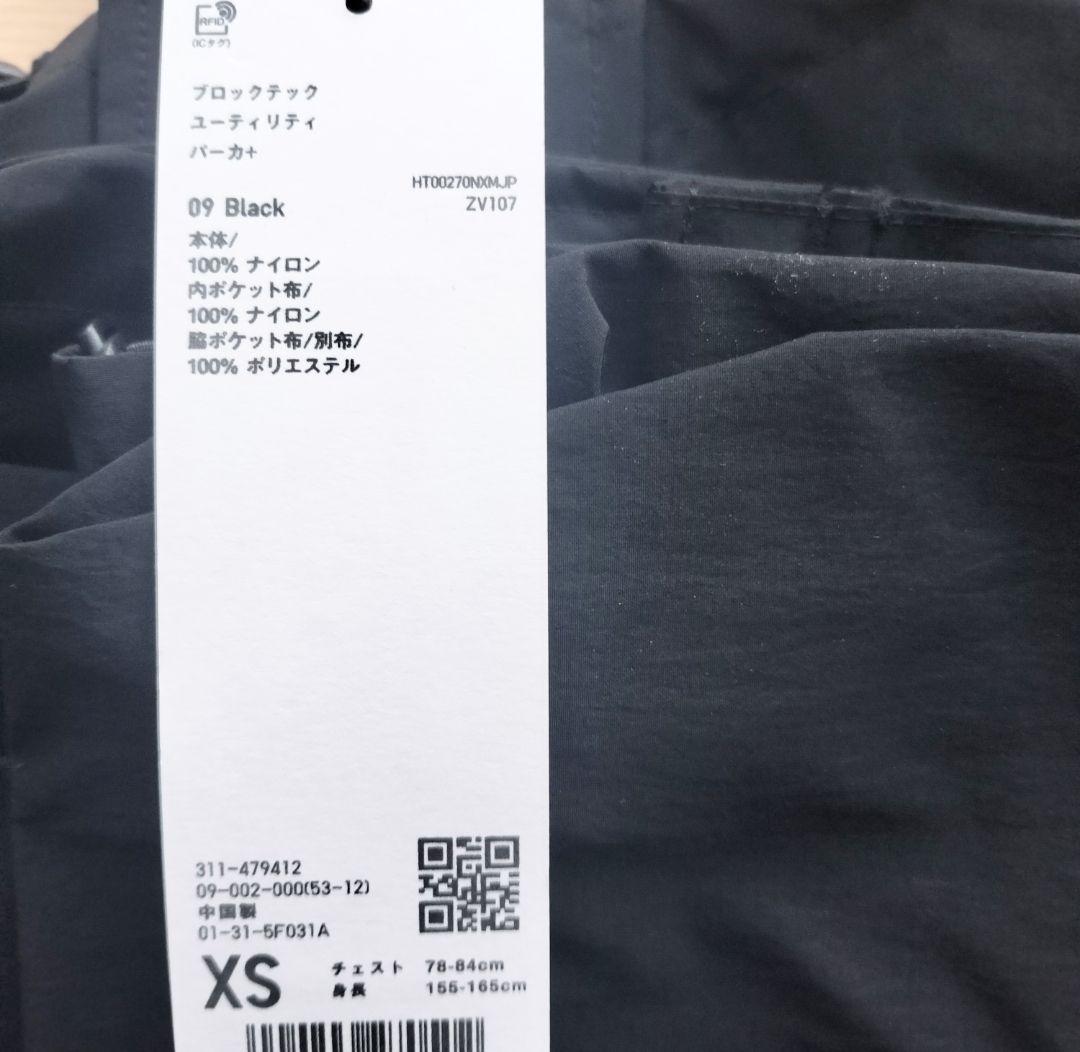 RFID
(ICタグ)
ブロックテック
ユーティリティ
パーカ+
HT00270NXMJP
09 Black ZV107
本体/
100% ナイロン
内ポケット布/
100% ナイロン
脇ポケット布/別布/
100% ポリエステル
311-479412
09-002-000(53-12)
中国製
01-31-5F031A
XS チェスト 78-84cm
身長 155-165cm